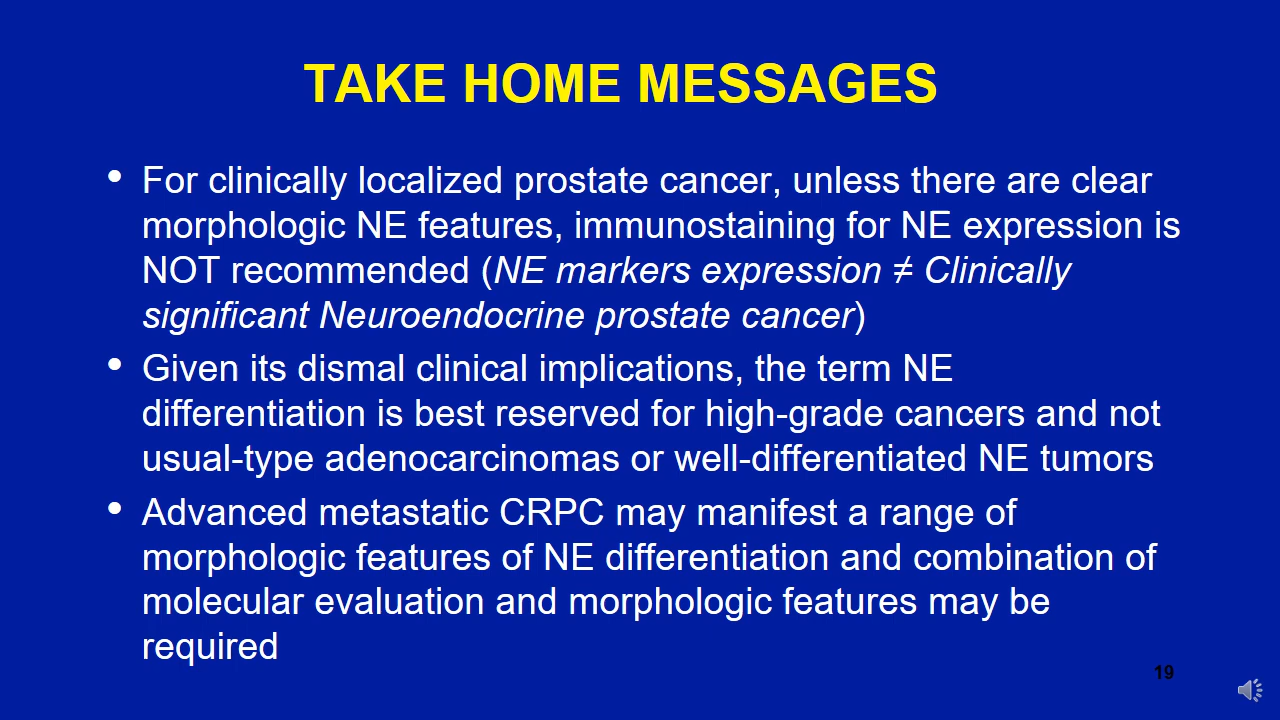 TAKE HOME MESSAGES
• For clinically localized prostate cancer, unless there are clear
morphologic NE features, immunostaining for NE expression is
NOT recommended (NE markers expression ≠ Clinically
significant Neuroendocrine prostate cancer)
• Given its dismal clinical implications, the term NE
differentiation is best reserved for high-grade cancers and not
usual-type adenocarcinomas or well-differentiated NE tumors
• Advanced metastatic CRPC may manifest a range of
morphologic features of NE differentiation and combination of
molecular evaluation and morphologic features may be
required
19